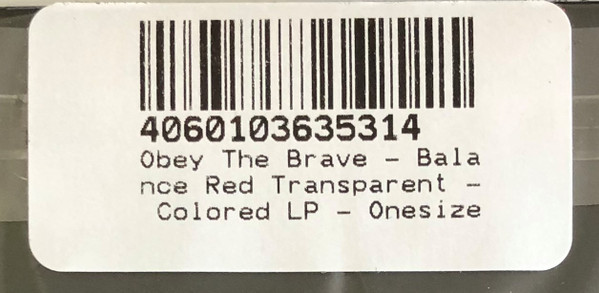 4060103635314
Obey The Brave - Bala
nce Red Transparent -
Colored LP - Onesize